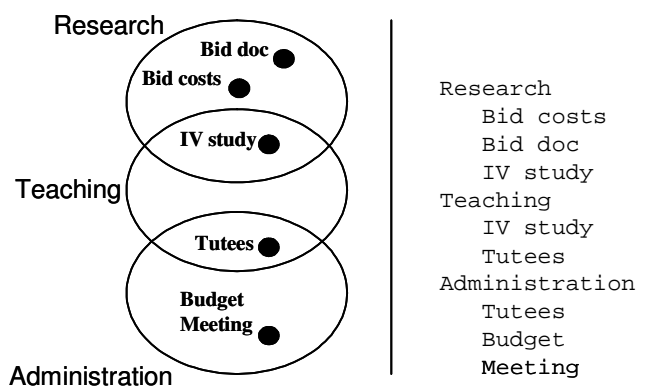 Research
Bid doc
Bid costs
IV study
Teaching
Tutees
Budget
Meeting
Administration
Research
Bid costs
Bid doc
IV study
Teaching
IV study
Tutees
Administration
Tutees
Budget
Meeting